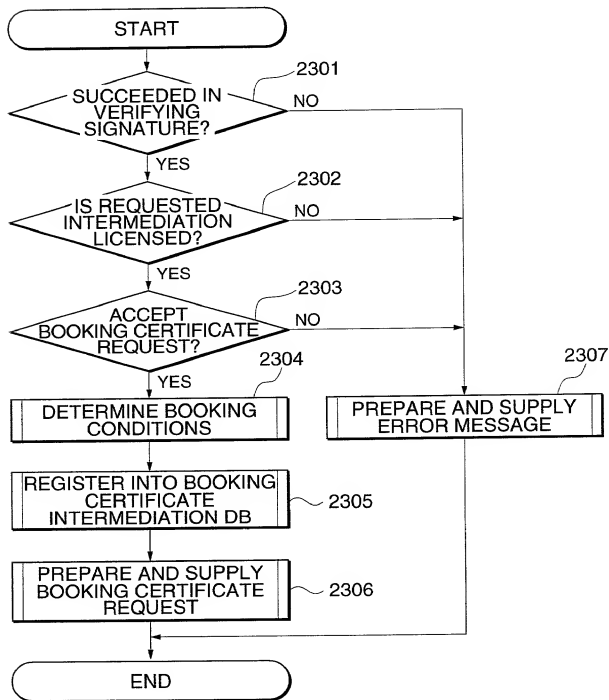 START
2301
SUCCEEDED IN
VERIFYING
SIGNATURE?
NO
YES
2302
IS REQUESTED
INTERMEDIATION
LICENSED?
NO
YES
2303
ACCEPT
BOOKING CERTIFICATE
REQUEST?
NO
YES
2304
DETERMINE BOOKING
CONDITIONS
2307
PREPARE AND SUPPLY
ERROR MESSAGE
REGISTER INTO BOOKING
CERTIFICATE
INTERMEDIATION DB
2305
PREPARE AND SUPPLY
BOOKING CERTIFICATE
REQUEST
2306
END